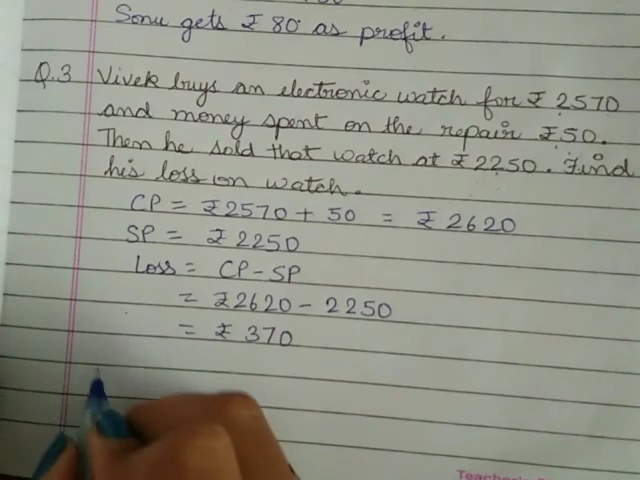 Sonu gets ₹ 80 as profit.
Q.3 Vivek buys an electronic watch for ₹ 2570
and money spent on the repair ₹50.
Then he sold that watch at ₹2250. Find
his loss on watch.
CP = ₹2570 + 50 = ₹2620
SP = ₹ 2250
Loss = CP - SP
= ₹2620 - 2250
= ₹ 370